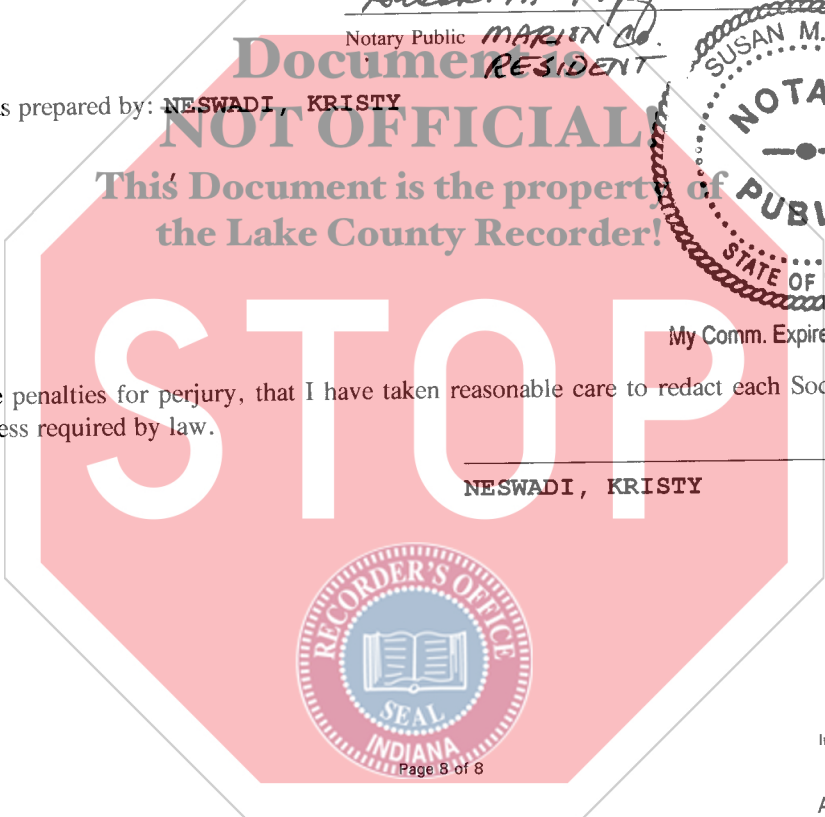 Notary Public MARION Co.
RESIDENT
SUSAN M.
NOTA
PUBL
STATE OF
Document is
s prepared by: NESWADI, KRISTY
NOT OFFICIAL!
This Document is the property of
the Lake County Recorder!
My Comm. Expire
STOP
e penalties for perjury, that I have taken reasonable care to redact each Soc
ess required by law.
NESWADI, KRISTY
RECORDER'S OFFICE
SEAL
INDIANA
Page 8 of 8